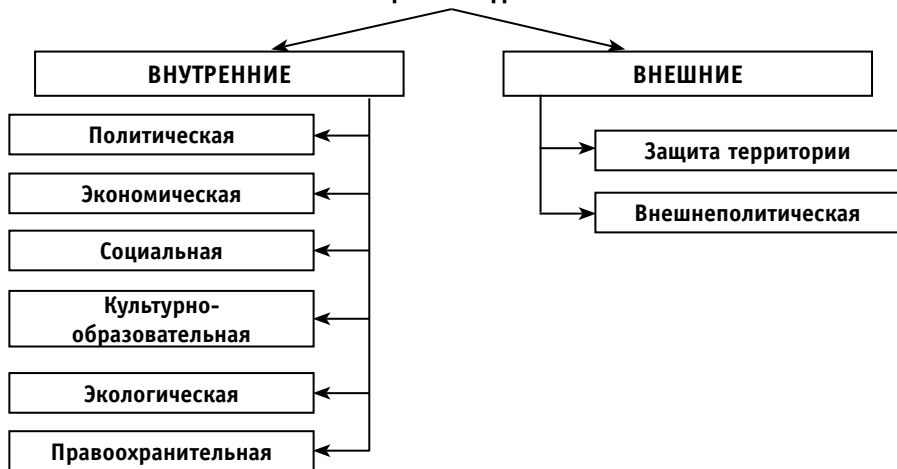 ВНУТРЕННИЕ
ВНЕШНИЕ
Политическая
Экономическая
Социальная
Культурно-
образовательная
Экологическая
Правоохранительная
Защита территории
Внешнеполитическая